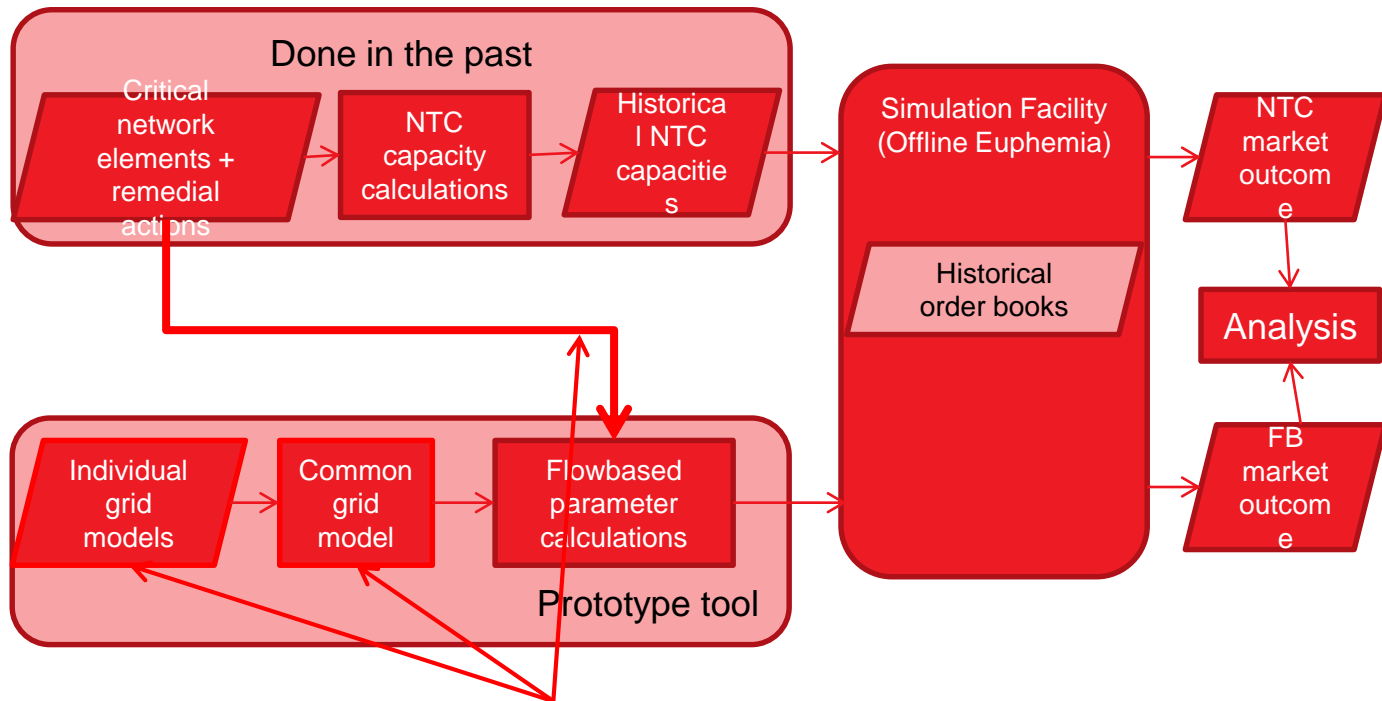 Done in the past
Critical
network
elements +
remedial
actions
NTC
capacity
calculations
Historica
l NTC
capacitie
s
Simulation Facility
(Offline Euphemia)
Historical
order books
NTC
market
outcom
e
Analysis
FB
market
outcom
e
Individual
grid
models
Common
grid
model
Flowbased
parameter
calculations
Prototype tool